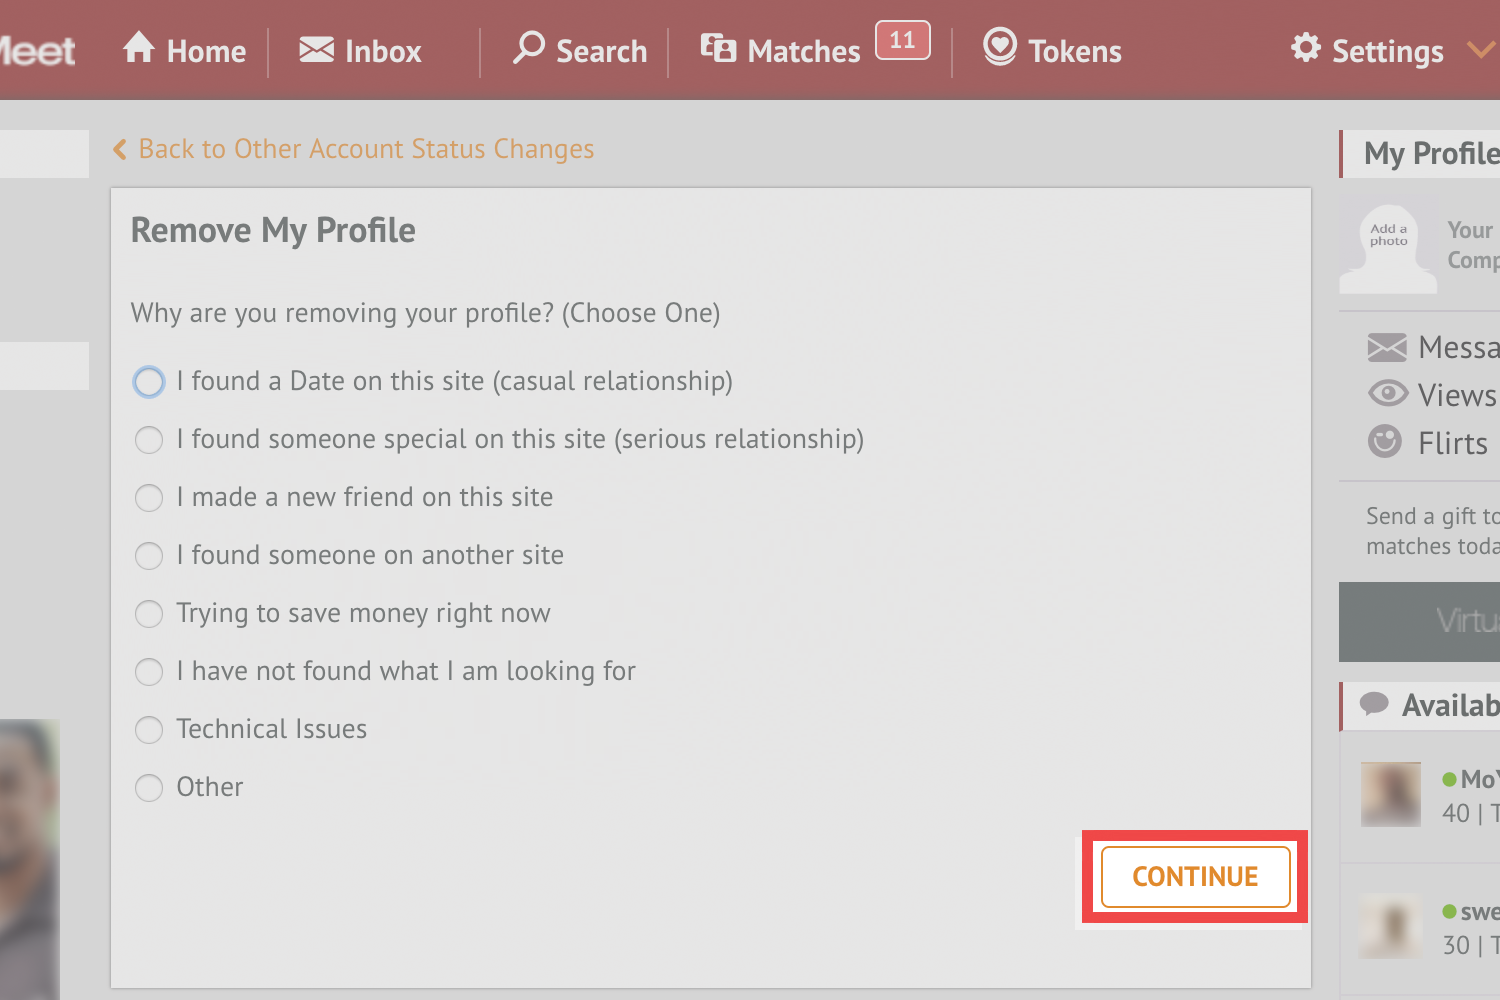 Meet
Home
Inbox
Search
Matches 11
Tokens
Settings
Back to Other Account Status Changes
Remove My Profile
Why are you removing your profile? (Choose One)
I found a Date on this site (casual relationship)
I found someone special on this site (serious relationship)
I made a new friend on this site
I found someone on another site
Trying to save money right now
I have not found what I am looking for
Technical Issues
Other
CONTINUE
My Profile
Add a
photo
Your
Comp
Messa
Views
Flirts
Send a gift to
matches toda
Virtu
Availab
MoY
40 | T
swe
30 | T